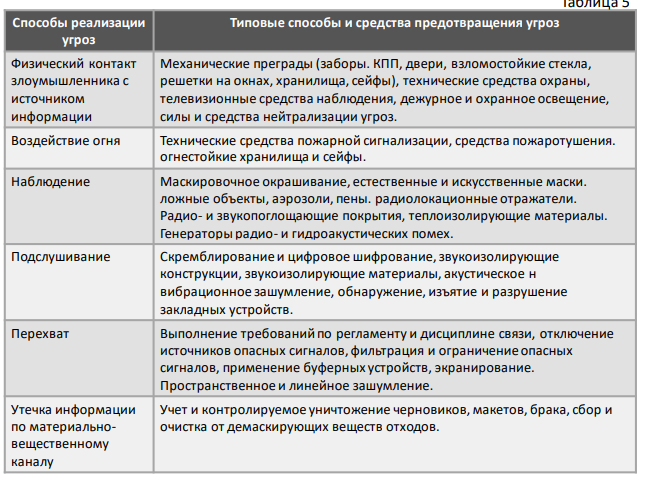 Таблица 5
Способы реализации
угроз
Типовые способы и средства предотвращения угроз
Физический контакт
злоумышленника с
источником
информации
Механические преграды (заборы. КПП, двери, взломостойкие стекла,
решетки на окнах, хранилища, сейфы), технические средства охраны,
телевизионные средства наблюдения, дежурное и охранное освещение,
силы и средства нейтрализации угроз.
Воздействие огня
Технические средства пожарной сигнализации, средства пожаротушения.
огнестойкие хранилища и сейфы.
Наблюдение
Маскировочное окрашивание, естественные и искусственные маски.
ложные объекты, аэрозоли, пены. радиолокационные отражатели.
Радио- и звукопоглощающие покрытия, теплоизолирующие материалы.
Генераторы радио- и гидроакустических помех.
Подслушивание
Скремблирование и цифровое шифрование, звукоизолирующие
конструкции, звукоизолирующие материалы, акустическое н
вибрационное зашумление, обнаружение, изъятие и разрушение
закладных устройств.
Перехват
Выполнение требований по регламенту и дисциплине связи, отключение
источников опасных сигналов, фильтрация и ограничение опасных
сигналов, применение буферных устройств, экранирование.
Пространственное и линейное зашумление.
Утечка информации
по материально-
вещественному
каналу
Учет и контролируемое уничтожение черновиков, макетов, брака, сбор и
очистка от демаскирующих веществ отходов.